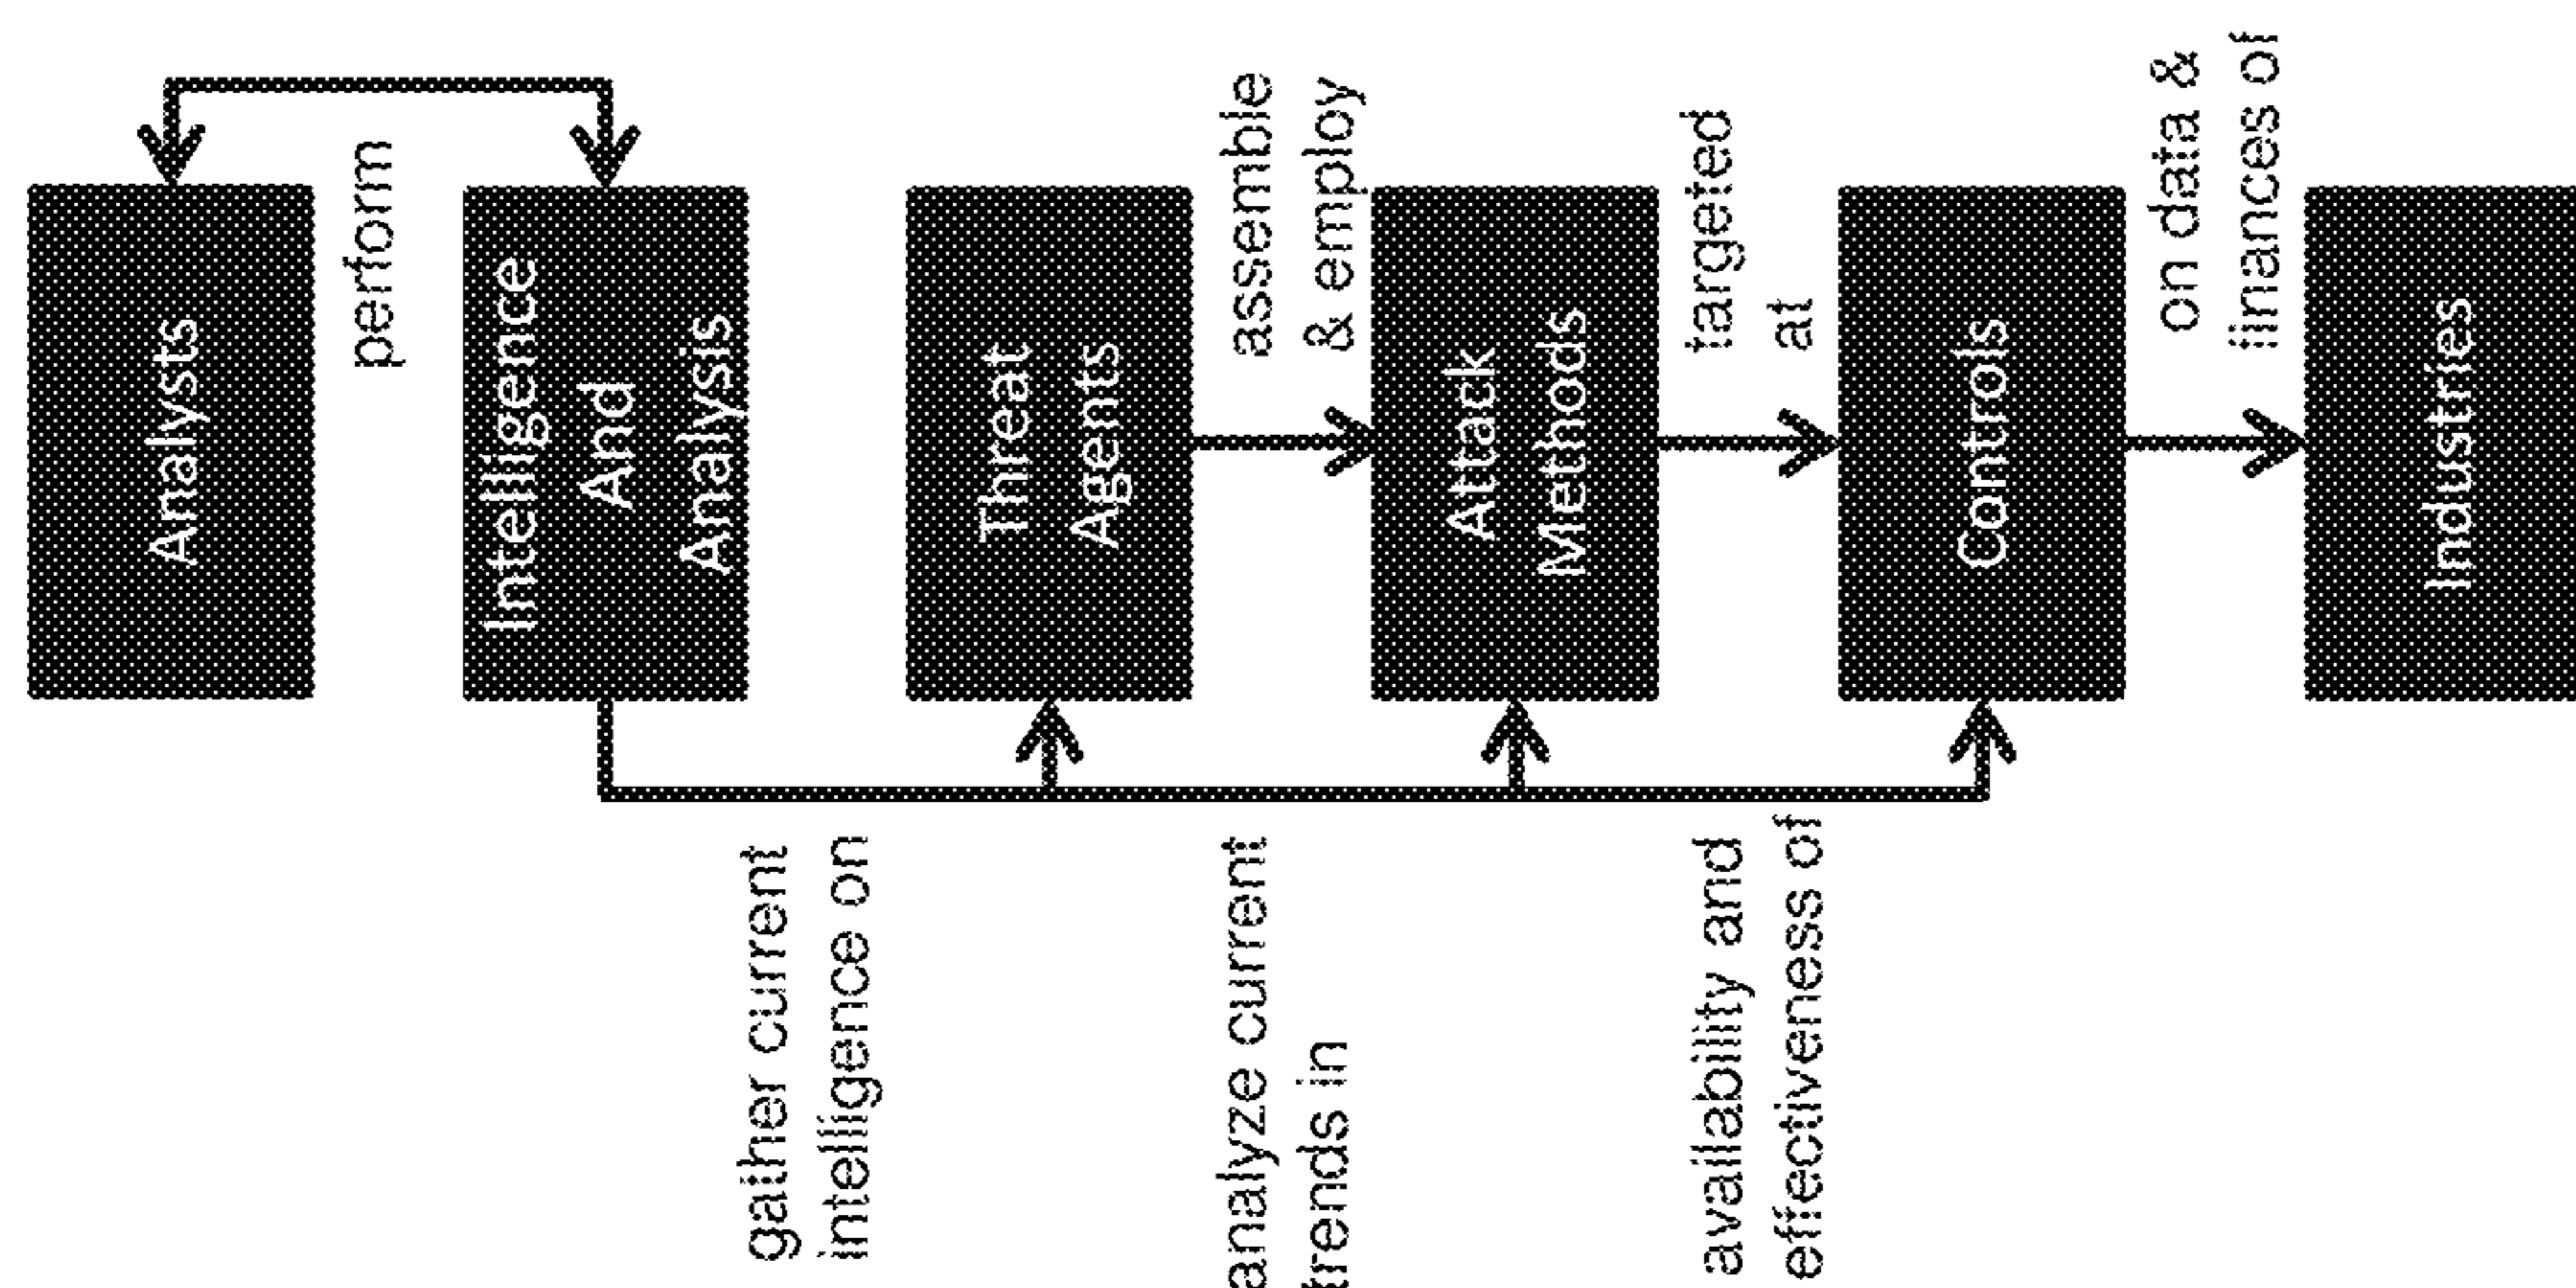 Analysts
perform
Intelligence
And
Analysis
gather current
intelligence on
Threat
Agents
assemble
& employ
analyze current
trends in
Attack
Methods
targeted
at
availability and
effectiveness of
Controls
on data &
finances of
Industries